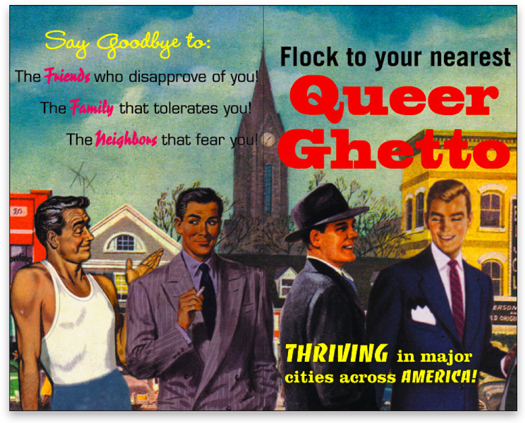 Say Goodbye to:
The Friends who disapprove of you!
The Family that tolerates you!
The Neighbors that fear you!
Flock to your nearest
Queer
Ghetto
THRIVING in major
cities across AMERICA!